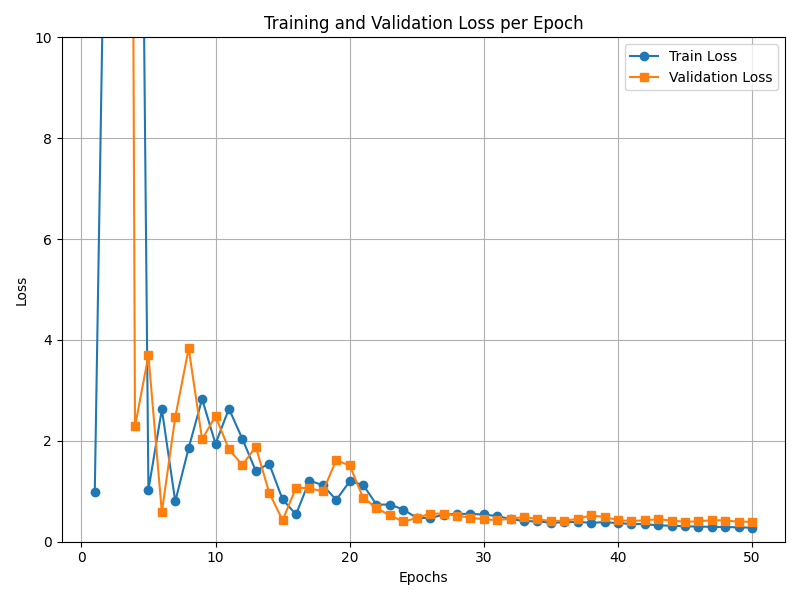 Training and Validation Loss per Epoch
Train Loss
Validation Loss
10
8
6
4
2
0
Loss
0 10 20 30 40 50
Epochs